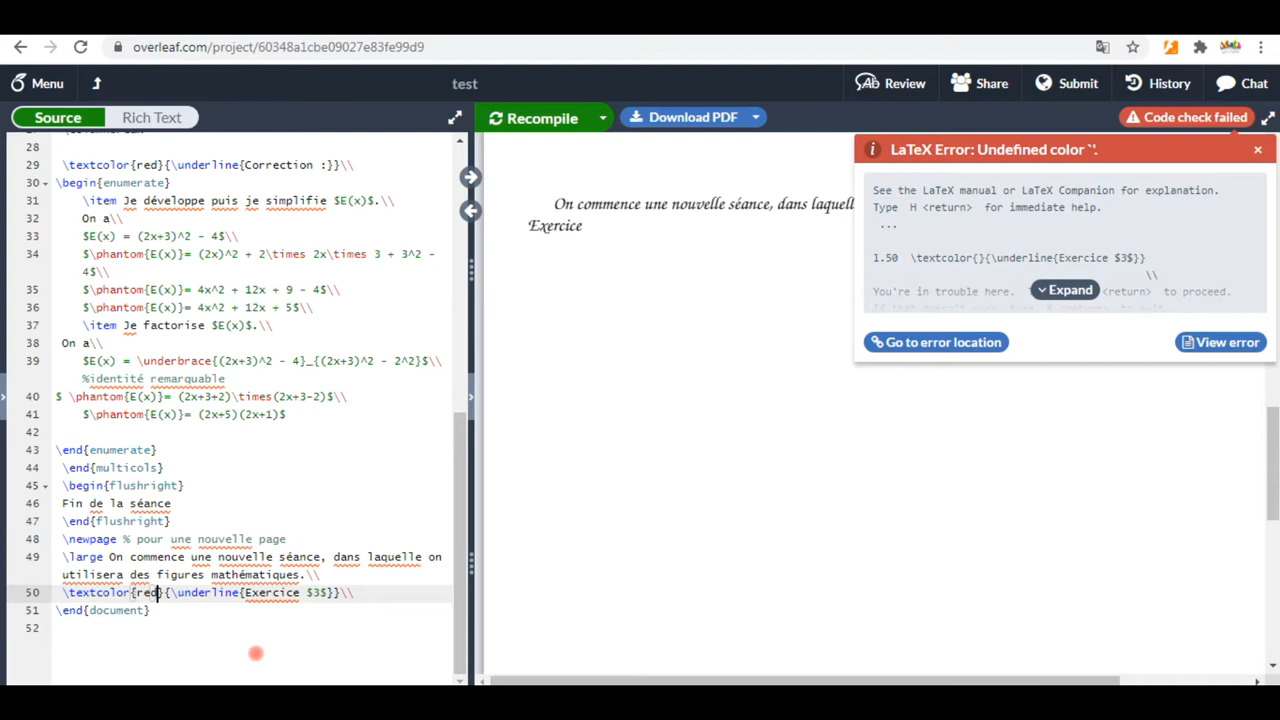 overleaf.com/project/60348a1cbe09027e83fe99d9
Menu
test
Review
Share
Submit
History
Chat
Source
Rich Text
Recompile
Download PDF
Code check failed
28
29 \textcolor{red}{\underline{Correction :}}\\
30 \begin{enumerate}
31 \item Je développe puis je simplifie $E(x)$.\\
32 On a\\
33 $E(x) = (2x+3)^2 - 4$\\
34 $\phantom{E(x)}= (2x)^2 + 2\times 2x\times 3 + 3^2 -
4$\\
35 $\phantom{E(x)}= 4x^2 + 12x + 9 - 4$\\
36 $\phantom{E(x)}= 4x^2 + 12x + 5$\\
37 \item Je factorise $E(x)$.\\
38 On a\\
39 $E(x) = \underbrace{(2x+3)^2 - 4}_{(2x+3)^2 - 2^2}$\\
%identité remarquable
40 $ \phantom{E(x)}= (2x+3+2)\times(2x+3-2)$\\
41 $\phantom{E(x)}= (2x+5)(2x+1)$
42
43 \end{enumerate}
44 \end{multicols}
45 \begin{flushright}
46 Fin de la séance
47 \end{flushright}
48 \newpage % pour une nouvelle page
49 \large On commence une nouvelle séance, dans laquelle on
utilisera des figures mathématiques.\\
50 \textcolor{red}{\underline{Exercice $3$}}\\
51 \end{document}
52
On commence une nouvelle séance, dans laquell
Exercice
LaTeX Error: Undefined color `'.
See the LaTeX manual or LaTeX Companion for explanation.
Type H <return> for immediate help.
...
l.50 \textcolor{}{\underline{Exercice $3$}}
\\
You're in trouble here. <return> to proceed.
Expand
Go to error location
View error